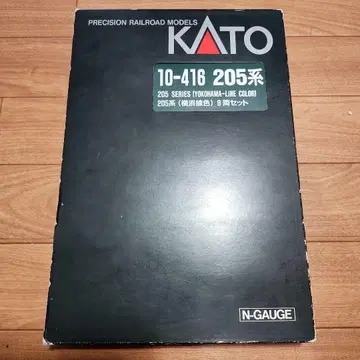 PRECISION RAILROAD MODELS
KATO
10-416 205系
205 SERIES (YOKOHAMA-LINE COLOR)
205系 (横浜線色) 8両セット
N-GAUGE